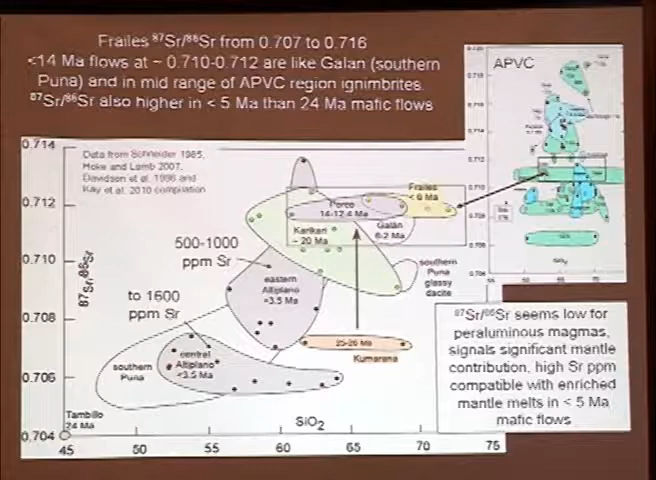 Frailes ⁸⁷Sr/⁸⁶Sr from 0.707 to 0.716
<14 Ma flows at ~ 0.710-0.712 are like Galan (southern
Puna) and in mid range of APVC region ignimbrites.
⁸⁷Sr/⁸⁶Sr also higher in < 5 Ma than 24 Ma mafic flows
APVC
0.714
0.712
0.710
0.708
0.706
0.704
⁸⁷Sr/⁸⁶Sr
Data from Schneider 1985,
Hoke and Lamb 2007,
Davidson et al. 1996 and
Kay et al. 2010 compilation
Frailes
< 8 Ma
Porco
14-12.4 Ma
Galán
6-2 Ma
Karikari
~ 20 Ma
500-1000
ppm Sr
southern
Puna
glassy
dacite
eastern
Altiplano
<3.5 Ma
to 1600
ppm Sr
25-26 Ma
Kumarana
central
Altiplano
<3.5 Ma
southern
Puna
Tambillo
24 Ma
SiO₂
45 50 55 60 65 70 75
⁸⁷Sr/⁸⁶Sr seems low for
peraluminous magmas,
signals significant mantle
contribution, high Sr ppm
compatible with enriched
mantle melts in < 5 Ma
mafic flows